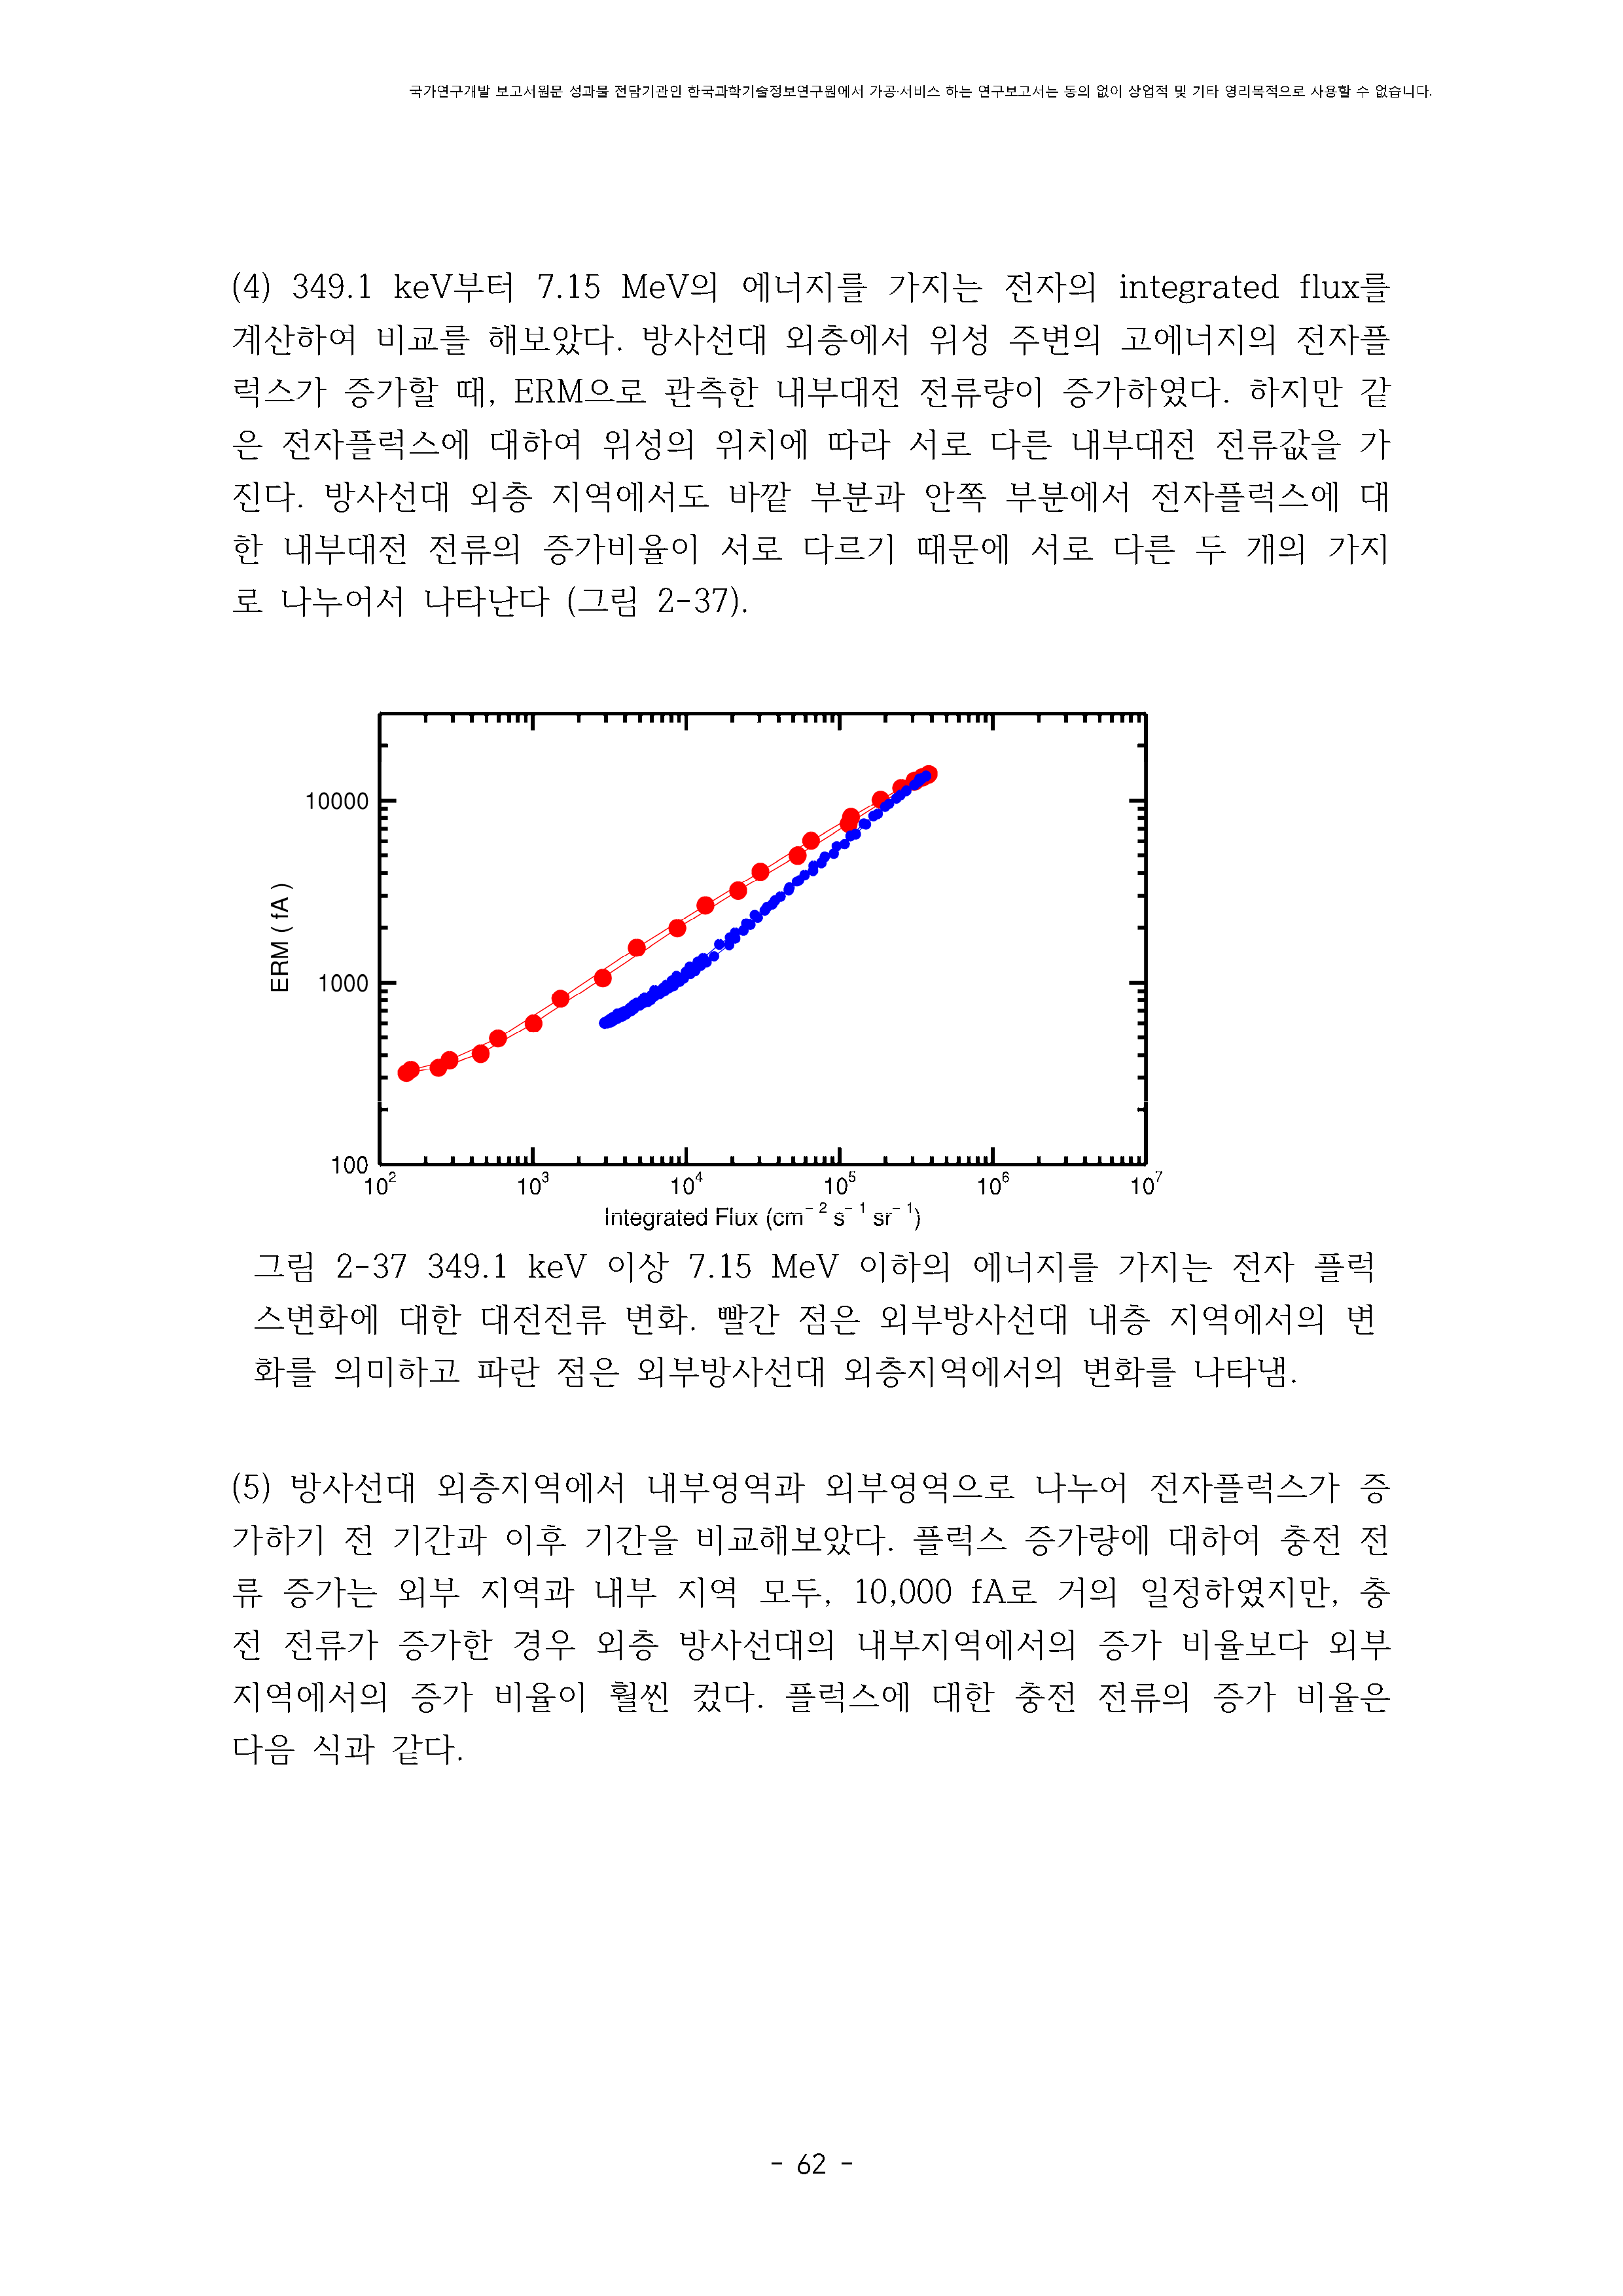 국가연구개발 보고서원문 성과물 전담기관인 한국과학기술정보연구원에서 가공·서비스 하는 연구보고서는 동의 없이 상업적 및 기타 영리목적으로 사용할 수 없습니다.
(4) 349.1 keV부터 7.15 MeV의 에너지를 가지는 전자의 integrated flux를
계산하여 비교를 해보았다. 방사선대 외층에서 위성 주변의 고에너지의 전자플
럭스가 증가할 때, ERM으로 관측한 내부대전 전류량이 증가하였다. 하지만 같
은 전자플럭스에 대하여 위성의 위치에 따라 서로 다른 내부대전 전류값을 가
진다. 방사선대 외층 지역에서도 바깥 부분과 안쪽 부분에서 전자플럭스에 대
한 내부대전 전류의 증가비율이 서로 다르기 때문에 서로 다른 두 개의 가지
로 나누어서 나타난다 (그림 2-37).
10000
ERM ( fA )
1000
100
10² 10³ 10⁴ 10⁵ 10⁶ 10⁷
Integrated Flux (cm⁻² s⁻¹ sr⁻¹)
그림 2-37 349.1 keV 이상 7.15 MeV 이하의 에너지를 가지는 전자 플럭
스변화에 대한 대전전류 변화. 빨간 점은 외부방사선대 내층 지역에서의 변
화를 의미하고 파란 점은 외부방사선대 외층지역에서의 변화를 나타냄.
(5) 방사선대 외층지역에서 내부영역과 외부영역으로 나누어 전자플럭스가 증
가하기 전 기간과 이후 기간을 비교해보았다. 플럭스 증가량에 대하여 충전 전
류 증가는 외부 지역과 내부 지역 모두, 10,000 fA로 거의 일정하였지만, 충
전 전류가 증가한 경우 외층 방사선대의 내부지역에서의 증가 비율보다 외부
지역에서의 증가 비율이 훨씬 컸다. 플럭스에 대한 충전 전류의 증가 비율은
다음 식과 같다.
- 62 -